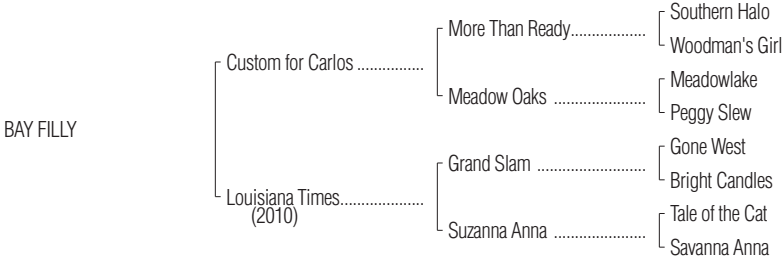 Southern Halo
More Than Ready...................
Woodman's Girl
Custom for Carlos ................
Meadowlake
Meadow Oaks ......................
Peggy Slew
BAY FILLY
Gone West
Grand Slam ..........................
Bright Candles
Louisiana Times....................
(2010)
Tale of the Cat
Suzanna Anna ......................
Savanna Anna